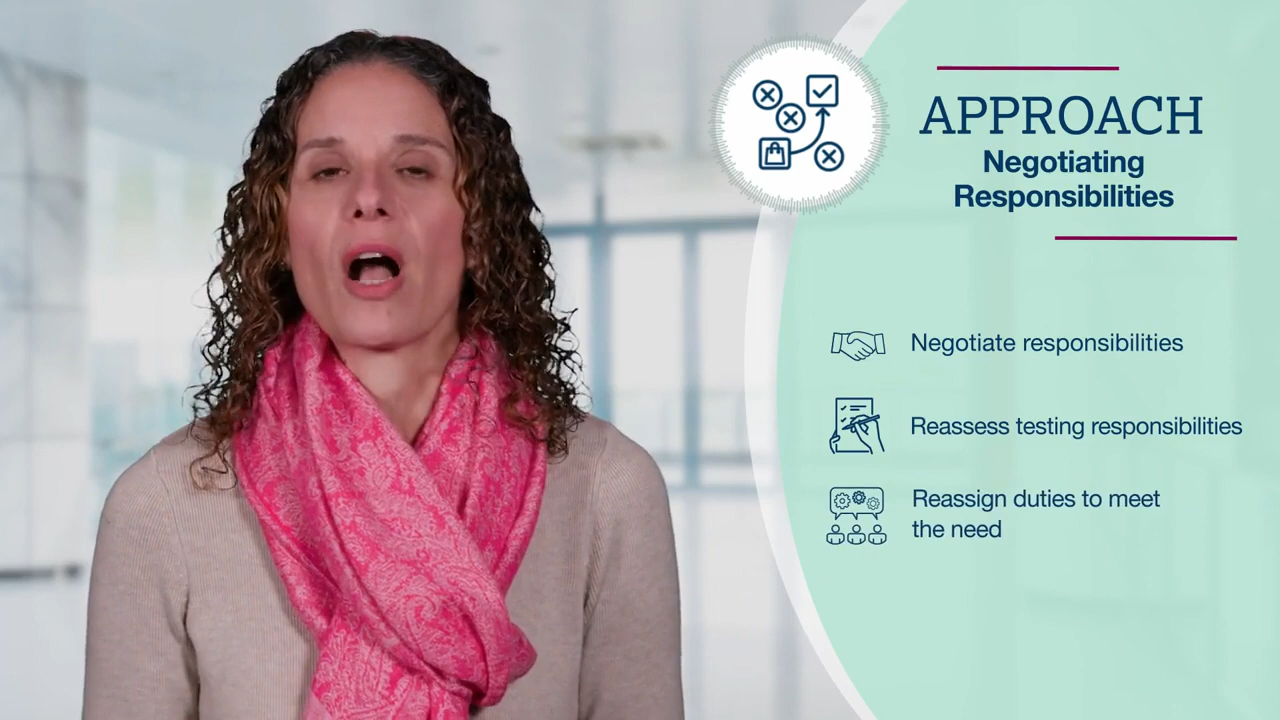 APPROACH
Negotiating
Responsibilities
Negotiate responsibilities
Reassess testing responsibilities
Reassign duties to meet
the need